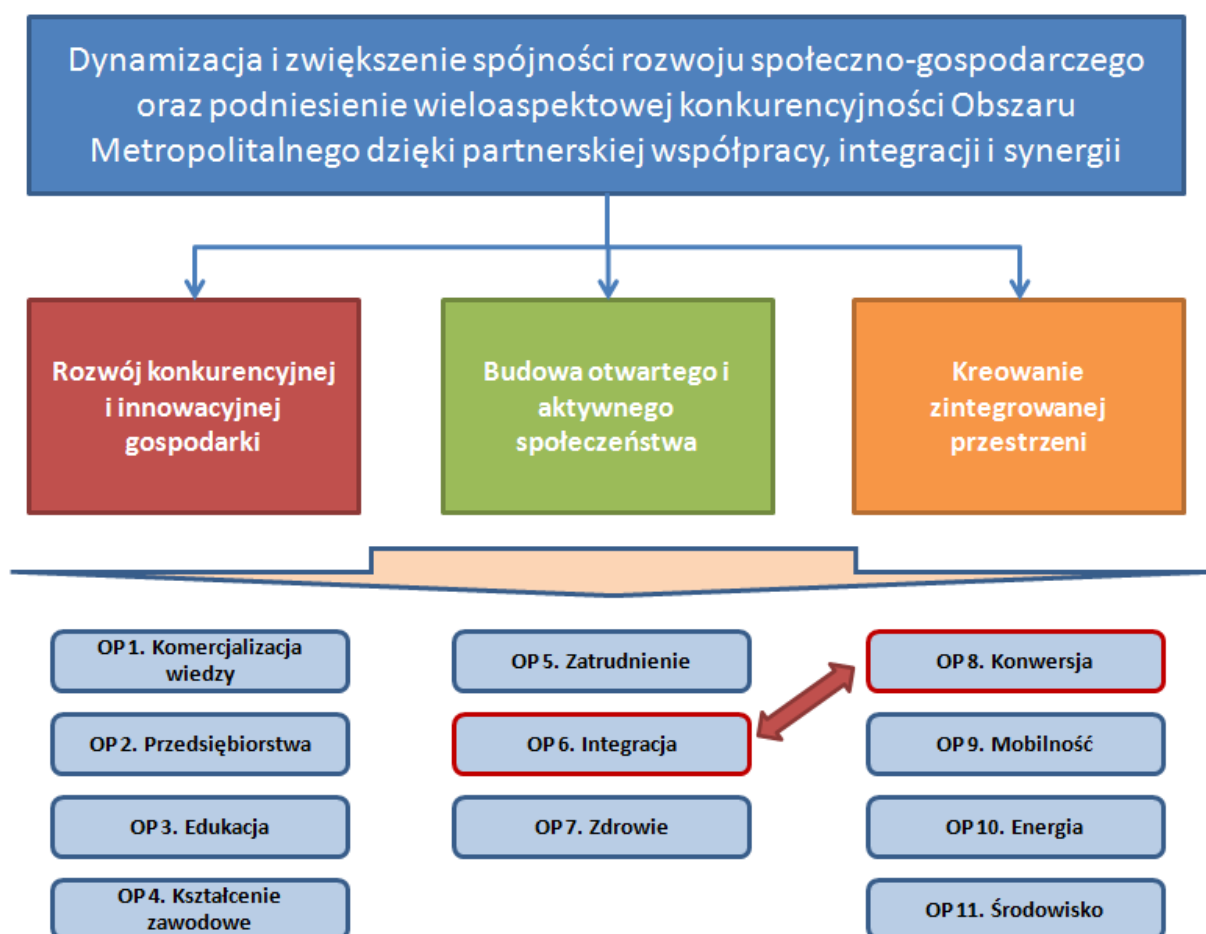 Dynamizacja i zwiększenie spójności rozwoju społeczno-gospodarczego
oraz podniesienie wieloaspektowej konkurencyjności Obszaru
Metropolitalnego dzięki partnerskiej współpracy, integracji i synergii
Rozwój konkurencyjnej
i innowacyjnej
gospodarki
Budowa otwartego i
aktywnego
społeczeństwa
Kreowanie
zintegrowanej
przestrzeni
OP 1. Komercjalizacja
wiedzy
OP 2. Przedsiębiorstwa
OP 3. Edukacja
OP 4. Kształcenie
zawodowe
OP 5. Zatrudnienie
OP 6. Integracja
OP 7. Zdrowie
OP 8. Konwersja
OP 9. Mobilność
OP 10. Energia
OP 11. Środowisko